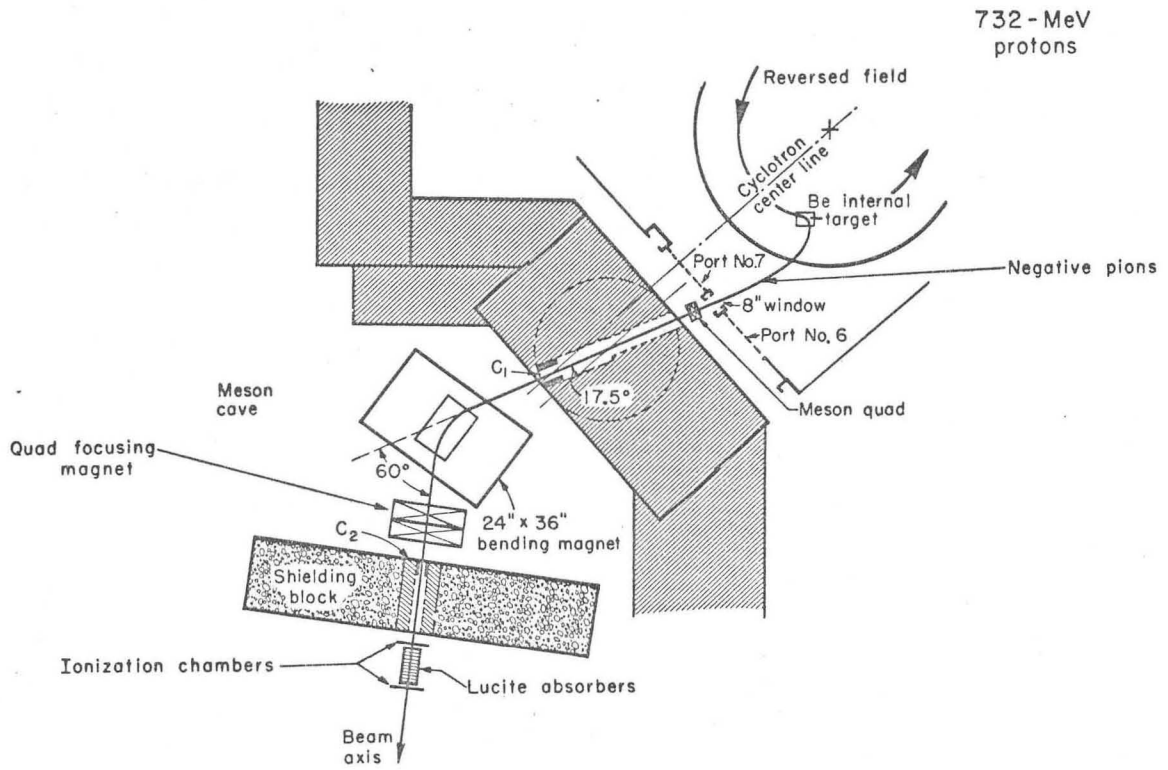 732-MeV
protons
Reversed field
Cyclotron
center line
Be internal
target
Port No.7
Negative pions
8" window
Port No. 6
C1
17.5°
Meson
cave
Meson quad
Quad focusing
magnet
60°
24" x 36"
bending magnet
C2
Shielding
block
Ionization chambers
Lucite absorbers
Beam
axis